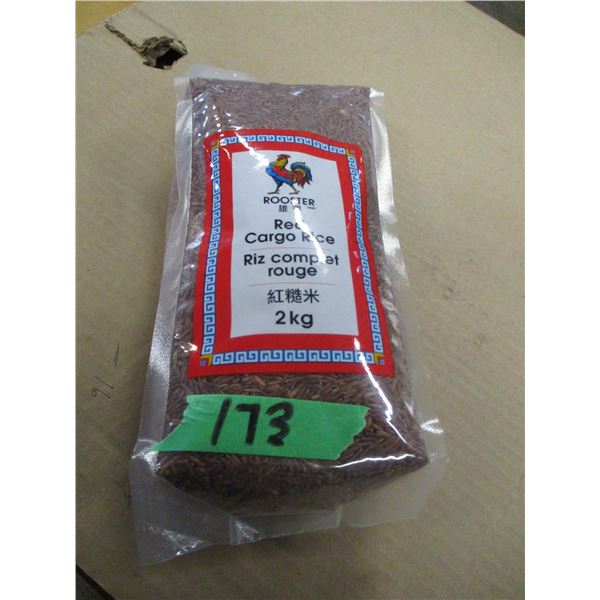 ROOSTER
Red
Cargo Rice
Riz complet
rouge
紅糙米
2kg
173